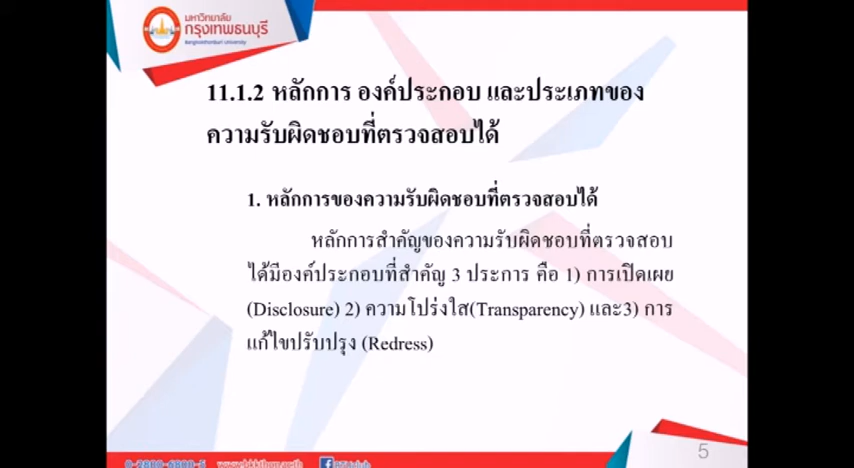 มหาวิทยาลัย
กรุงเทพธนบุรี
Bangkokthonburi university
11.1.2 หลักการ องค์ประกอบ และประเภทของ
ความรับผิดชอบที่ตรวจสอบได้
1. หลักการของความรับผิดชอบที่ตรวจสอบได้
หลักการสำคัญของความรับผิดชอบที่ตรวจสอบ
ได้มีองค์ประกอบที่สำคัญ 3 ประการ คือ 1) การเปิดเผย
(Disclosure) 2) ความโปร่งใส(Transparency) และ3) การ
แก้ไขปรับปรุง (Redress)
5